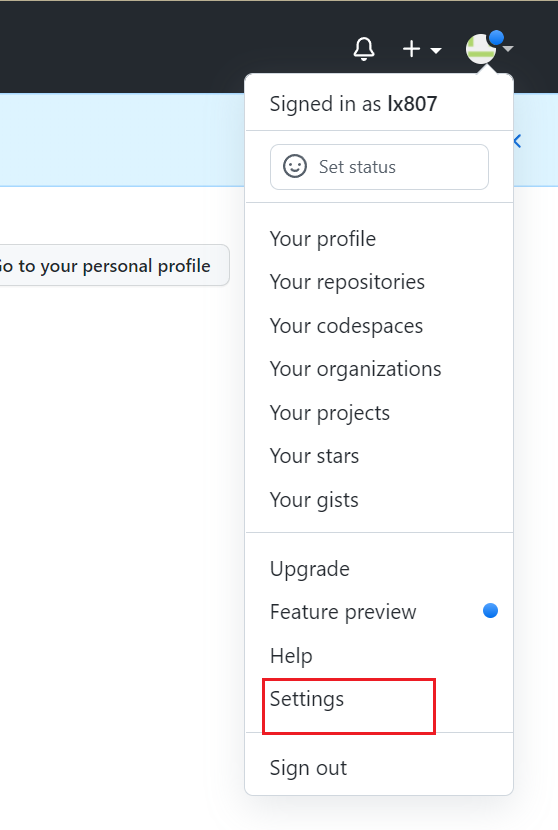 Signed in as lx807
Set status
to your personal profile
Your profile
Your repositories
Your codespaces
Your organizations
Your projects
Your stars
Your gists
Upgrade
Feature preview
Help
Settings
Sign out